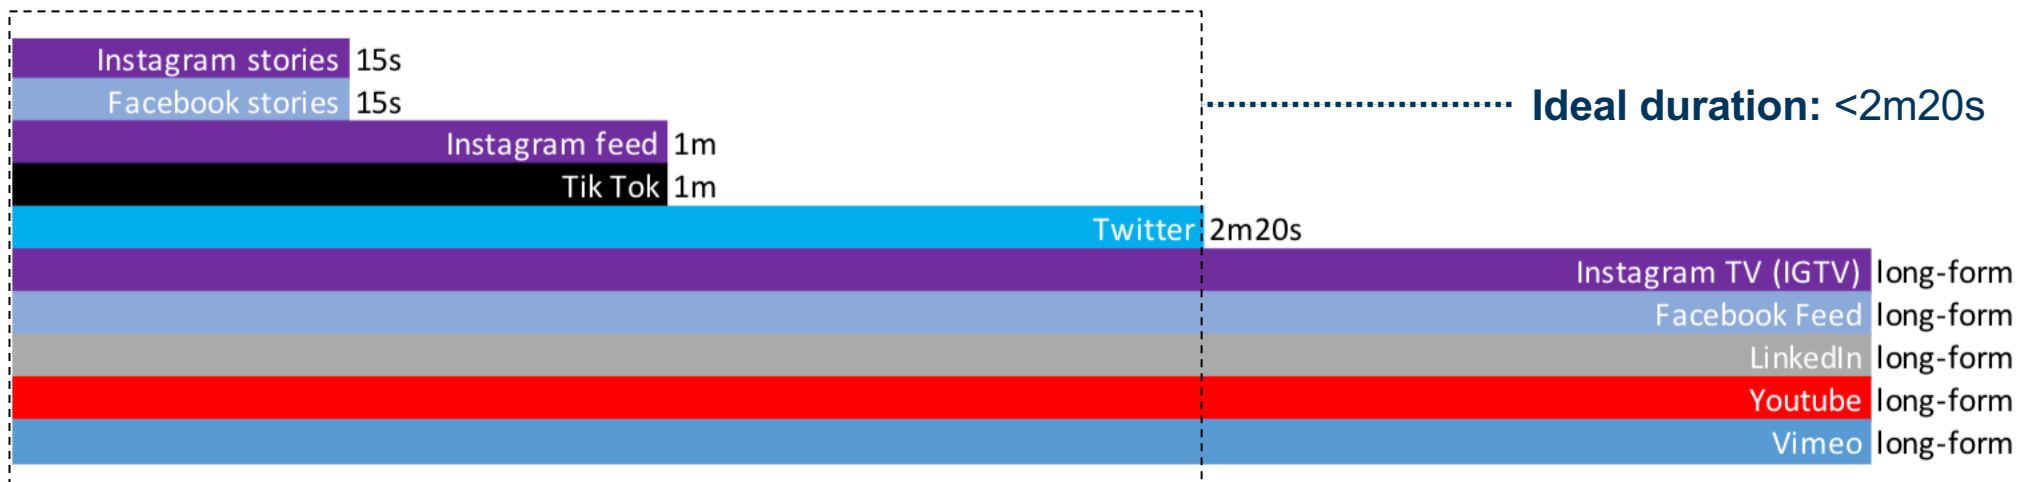 Instagram stories 15s
Facebook stories 15s
Ideal duration: <2m20s
Instagram feed 1m
Tik Tok 1m
Twitter 2m20s
Instagram TV (IGTV) long-form
Facebook Feed long-form
LinkedIn long-form
Youtube long-form
Vimeo long-form